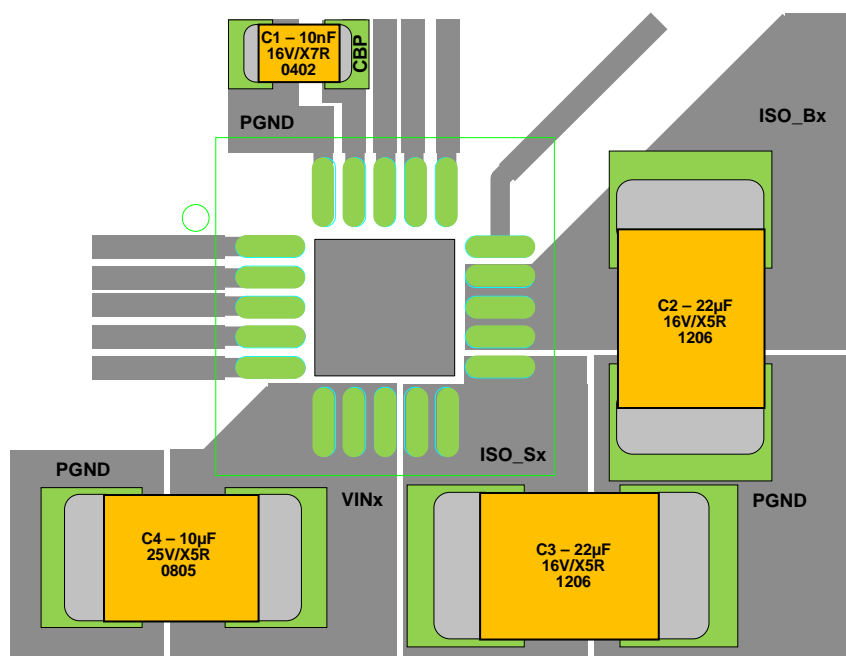 C1 – 10nF
16V/X7R
0402
CBP
PGND
ISO_Bx
C2 – 22µF
16V/X5R
1206
ISO_Sx
PGND
VINx
PGND
C4 – 10µF
25V/X5R
0805
C3 – 22µF
16V/X5R
1206